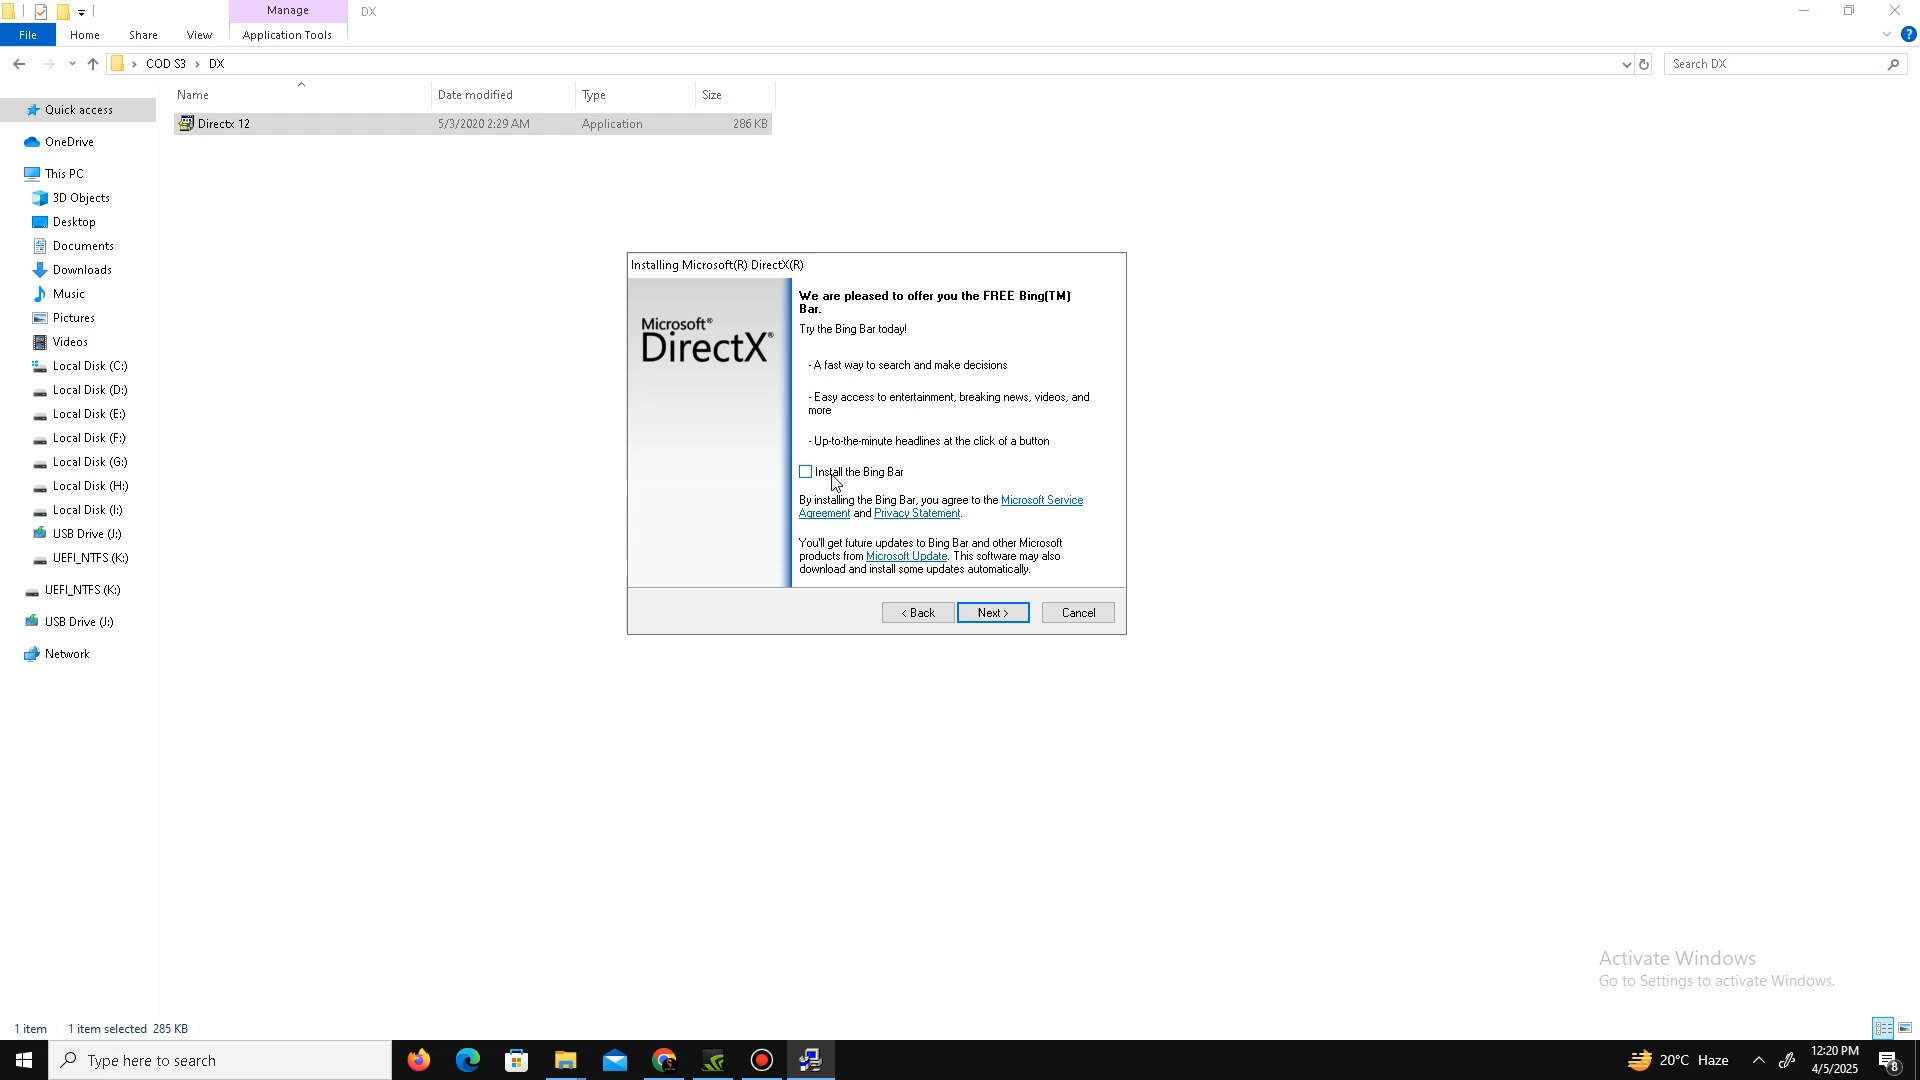 Manage
DX
File
Home
Share
View
Application Tools
COD S3
DX
Search DX
Name
Date modified
Type
Size
Directx 12
5/3/2020 2:29 AM
Application
286 KB
Quick access
OneDrive
This PC
3D Objects
Desktop
Documents
Downloads
Music
Pictures
Videos
Local Disk (C:)
Local Disk (D:)
Local Disk (E:)
Local Disk (F:)
Local Disk (G:)
Local Disk (H:)
Local Disk (I:)
USB Drive (J:)
UEFI_NTFS (K:)
UEFI_NTFS (K:)
USB Drive (J:)
Network
Installing Microsoft(R) DirectX(R)
Microsoft®
DirectX®
We are pleased to offer you the FREE Bing(TM)
Bar.
Try the Bing Bar today!
- A fast way to search and make decisions
- Easy access to entertainment, breaking news, videos, and
more
- Up-to-the-minute headlines at the click of a button
Install the Bing Bar
By installing the Bing Bar, you agree to the Microsoft Service
Agreement and Privacy Statement.
You'll get future updates to Bing Bar and other Microsoft
products from Microsoft Update. This software may also
download and install some updates automatically.
< Back
Next >
Cancel
Activate Windows
Go to Settings to activate Windows.
1 item
1 item selected 285 KB
Type here to search
20°C Haze
12:20 PM
4/5/2025
8